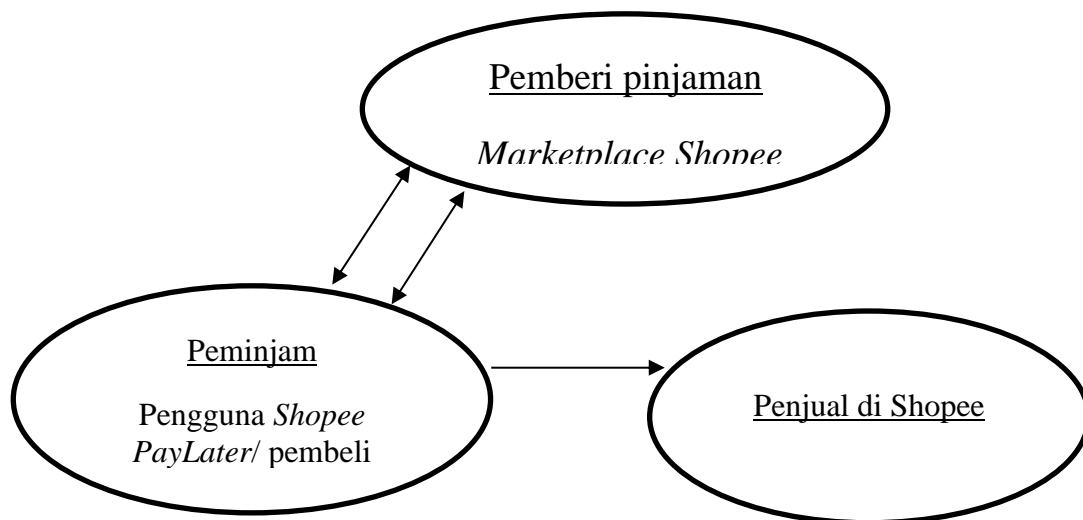 Pemberi pinjaman
Marketplace Shopee
Peminjam
Pengguna Shopee
PayLater/ pembeli
Penjual di Shopee